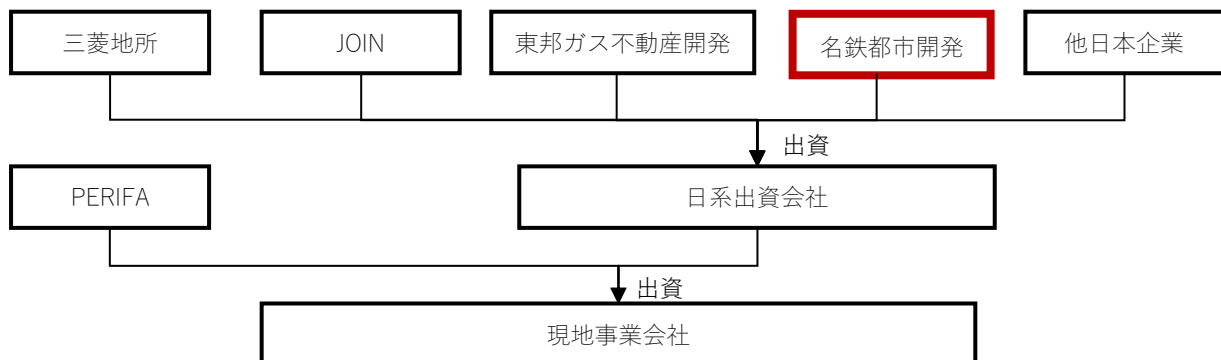 三菱地所
JOIN
東邦ガス不動産開発
名鉄都市開発
他日本企業
出資
PERIFA
日系出資会社
出資
現地事業会社